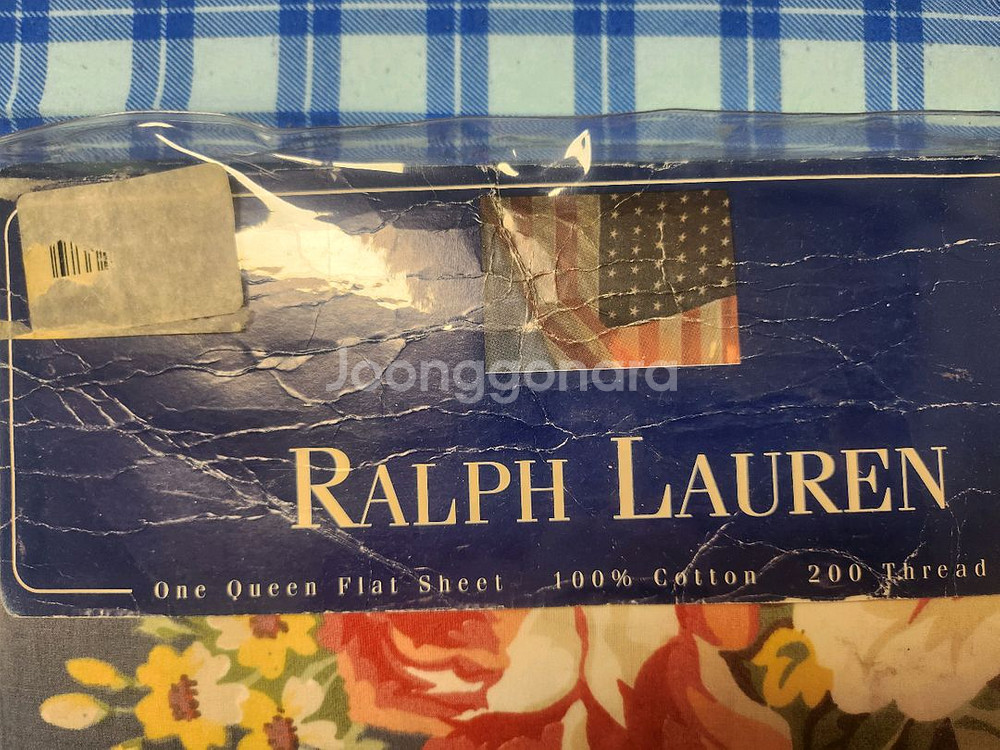 Joonggonara
RALPH LAUREN
One Queen Flat Sheet 100% Cotton 200 Thread